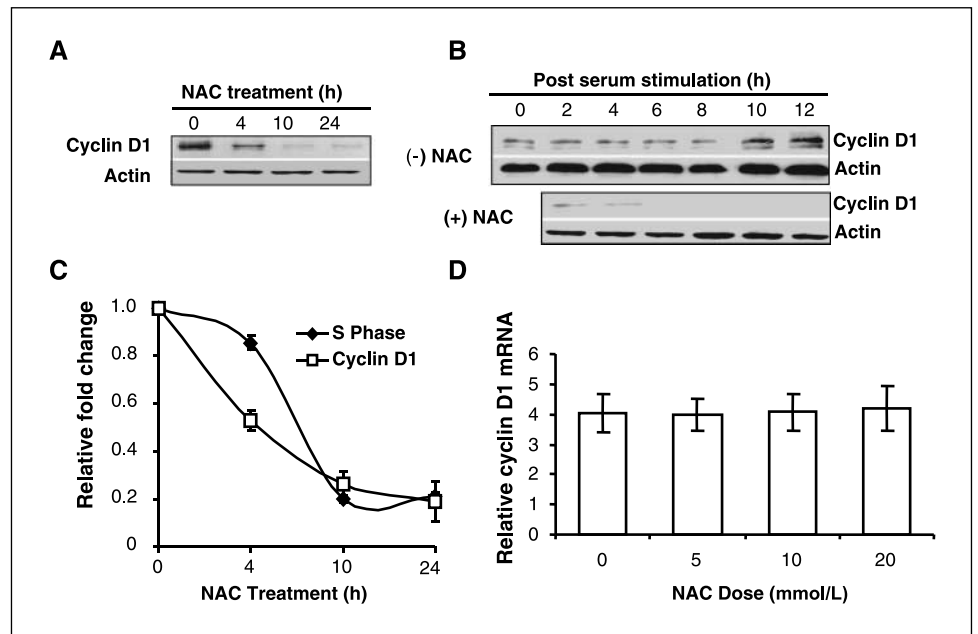 A
NAC treatment (h)
0 4 10 24
Cyclin D1
Actin
B
Post serum stimulation (h)
0 2 4 6 8 10 12
(-) NAC
Cyclin D1
Actin
(+) NAC
Cyclin D1
Actin
C
Relative fold change
1.0
0.8
0.6
0.4
0.2
0
S Phase
Cyclin D1
0 4 10 24
NAC Treatment (h)
D
Relative cyclin D1 mRNA
6
5
4
3
2
1
0
0 5 10 20
NAC Dose (mmol/L)